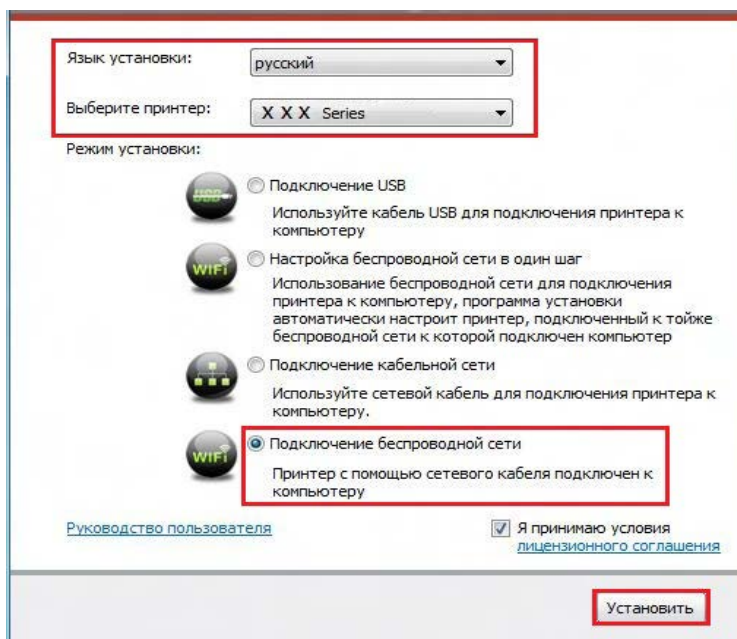 Язык установки: русский
Выберите принтер: X X X Series
Режим установки:
USB
Подключение USB
Используйте кабель USB для подключения принтера к
компьютеру
WiFi
Настройка беспроводной сети в один шаг
Использование беспроводной сети для подключения
принтера к компьютеру, программа установки
автоматически настроит принтер, подключенный к тойже
беспроводной сети к которой подключен компьютер
Подключение кабельной сети
Используйте сетевой кабель для подключения принтера к
компьютеру.
WiFi
Подключение беспроводной сети
Принтер с помощью сетевого кабеля подключен к
компьютеру
Руководство пользователя
Я принимаю условия
лицензионного соглашения
Установить